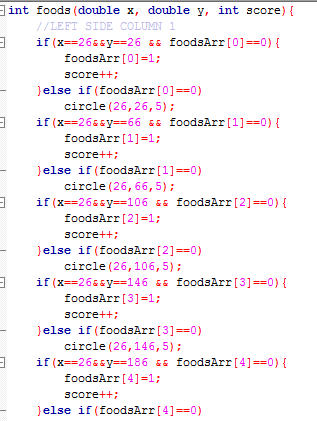 int foods(double x, double y, int score){
//LEFT SIDE COLUMN 1
if(x==26&&y==26 && foodsArr[0]==0){
foodsArr[0]=1;
score++;
}else if(foodsArr[0]==0)
circle(26,26,5);
if(x==26&&y==66 && foodsArr[1]==0){
foodsArr[1]=1;
score++;
}else if(foodsArr[1]==0)
circle(26,66,5);
if(x==26&&y==106 && foodsArr[2]==0){
foodsArr[2]=1;
score++;
}else if(foodsArr[2]==0)
circle(26,106,5);
if(x==26&&y==146 && foodsArr[3]==0){
foodsArr[3]=1;
score++;
}else if(foodsArr[3]==0)
circle(26,146,5);
if(x==26&&y==186 && foodsArr[4]==0){
foodsArr[4]=1;
score++;
}else if(foodsArr[4]==0)